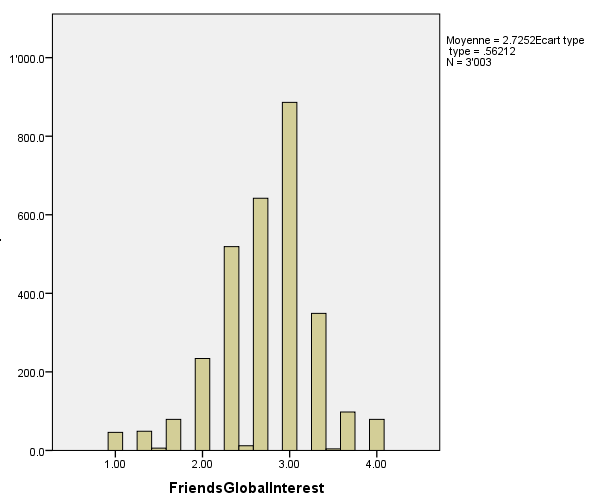 Moyenne = 2.7252Ecart type
type = .56212
N = 3'003
1'000.0
800.0
600.0
400.0
200.0
0.0
1.00 2.00 3.00 4.00
FriendsGlobalInterest